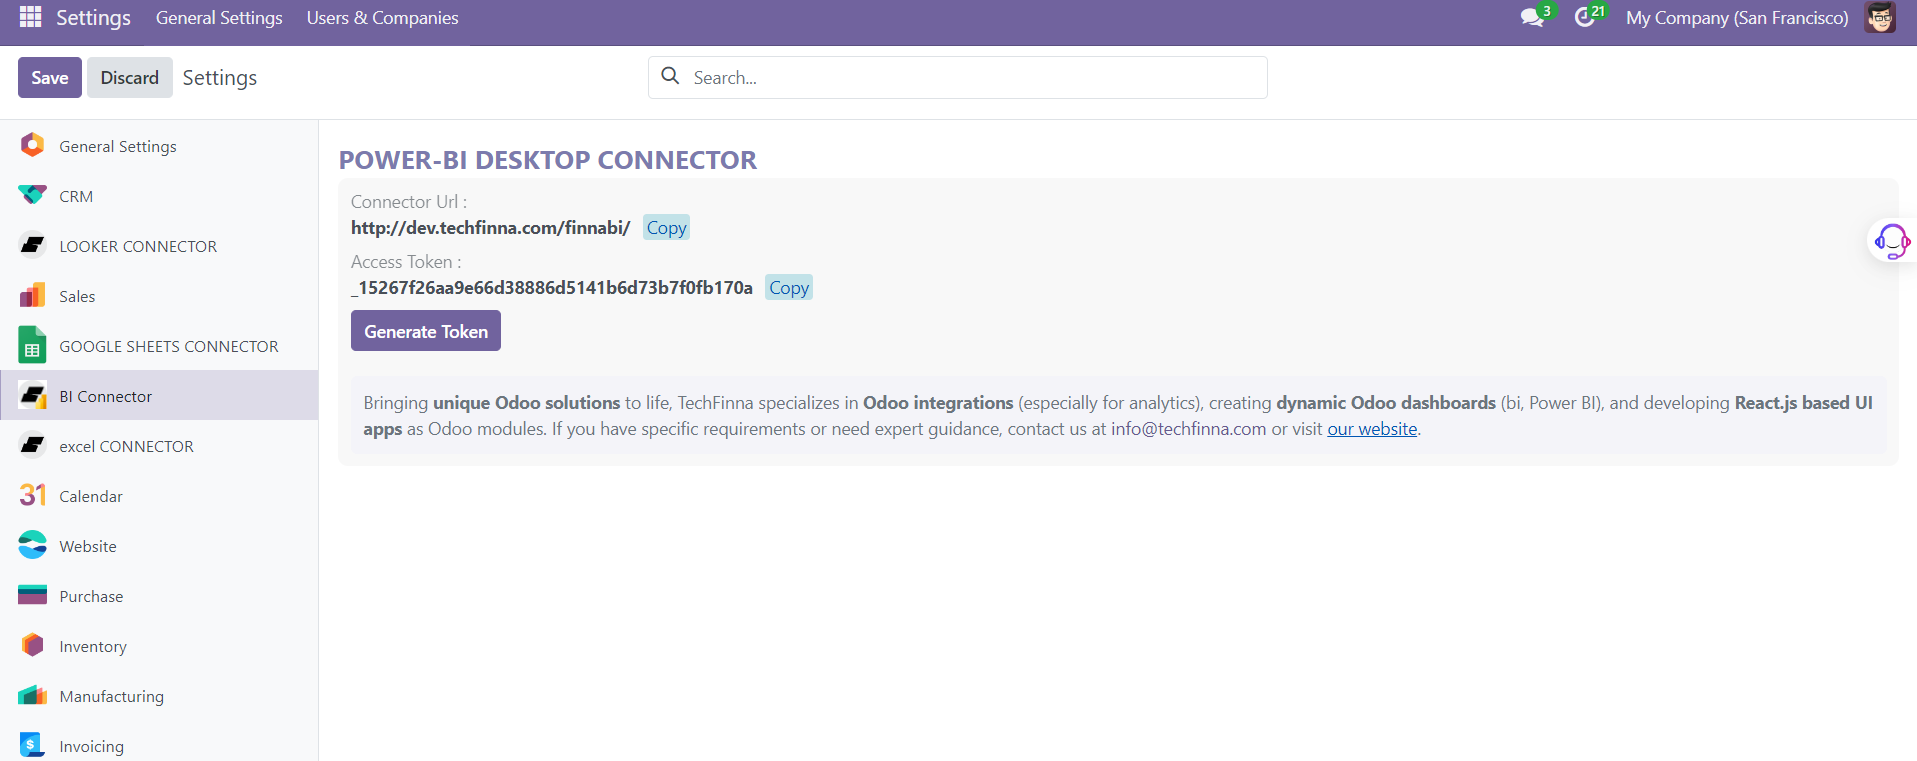 Settings General Settings Users & Companies 3 21 My Company (San Francisco)
Save Discard Settings Search...
General Settings
CRM
LOOKER CONNECTOR
Sales
GOOGLE SHEETS CONNECTOR
BI Connector
excel CONNECTOR
31 Calendar
Website
Purchase
Inventory
Manufacturing
$ Invoicing
POWER-BI DESKTOP CONNECTOR
Connector Url :
http://dev.techfinna.com/finnabi/ Copy
Access Token :
_15267f26aa9e66d38886d5141b6d73b7f0fb170a Copy
Generate Token
Bringing unique Odoo solutions to life, TechFinna specializes in Odoo integrations (especially for analytics), creating dynamic Odoo dashboards (bi, Power BI), and developing React.js based UI
apps as Odoo modules. If you have specific requirements or need expert guidance, contact us at info@techfinna.com or visit our website.